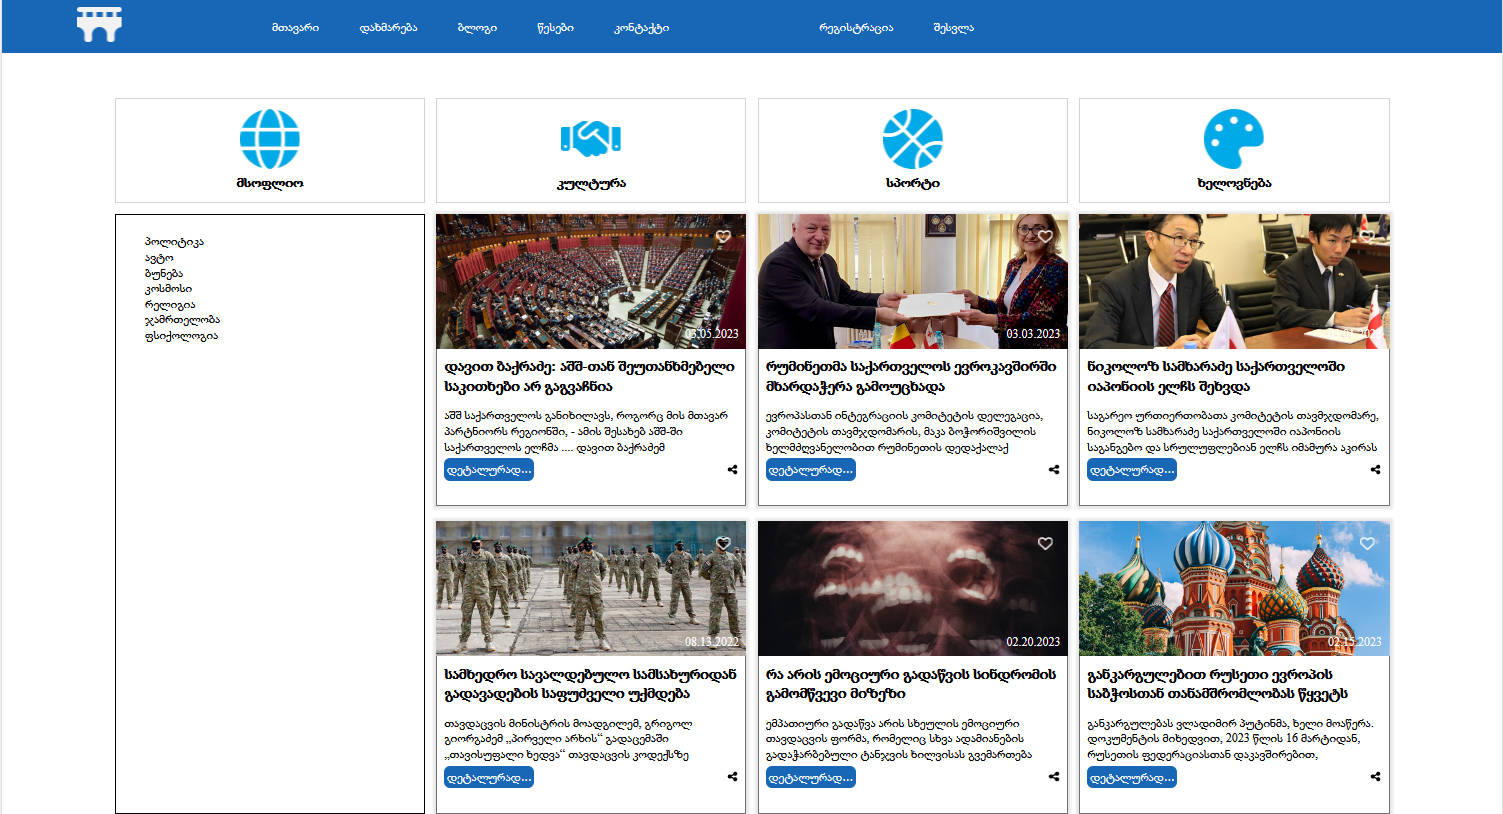 მთავარი
დახმარება
ბლოგი
წესები
კონტაქტი
რეგისტრაცია
შესვლა
მსოფლიო
კულტურა
სპორტი
ხელოვნება
პოლიტიკა
ავტო
ბუნება
კოსმოსი
რელიგია
ჯამრთელობა
ფსიქოლოგია
03.05.2023
დავით ბაქრაძე: აშშ-თან შეუთანხმებელი
საკითხები არ გაგვაჩნია
აშშ საქართველოს განიხილავს, როგორც მის მთავარ
პარტნიორს რეგიონში, - ამის შესახებ აშშ-ში
საქართველოს ელჩმა .... დავით ბაქრაძემ
დეტალურად...
03.03.2023
რუმინეთმა საქართველოს ევროკავშირში
მხარდაჭერა გამოუცხადა
ევროპასთან ინტეგრაციის კომიტეტის დელეგაცია,
კომიტეტის თავმჯდომარის, მაკა ბოჭორიშვილის
ხელმძღვანელობით რუმინეთის დედაქალაქ
დეტალურად...
ნიკოლოზ სამხარაძე საქართველოში
იაპონიის ელჩს შეხვდა
საგარეო ურთიერთობათა კომიტეტის თავმჯდომარე,
ნიკოლოზ სამხარაძე საქართველოში იაპონიის
საგანგებო და სრულუფლებიან ელჩს იმამურა აკირას
დეტალურად...
08.13.2022
სამხედრო სავალდებულო სამსახურიდან
გადავადების საფუძველი უქმდება
თავდაცვის მინისტრის მოადგილემ, გრიგოლ
გიორგაძემ „პირველი არხის“ გადაცემაში
„თავისუფალი ხედვა“ თავდაცვის კოდექსზე
დეტალურად...
02.20.2023
რა არის ემოციური გადაწვის სინდრომის
გამომწვევი მიზეზი
ემპათიური გადაწვა არის სხეულის ემოციური
თავდაცვის ფორმა, რომელიც სხვა ადამიანების
გადაჭარბებული ტანჯვის ხილვისას გვემართება
დეტალურად...
02.15.2023
განკარგულებით რუსეთი ევროპის
საბჭოსთან თანამშრომლობას წყვეტს
განკარგულებას ვლადიმირ პუტინმა, ხელი მოაწერა.
დოკუმენტის მიხედვით, 2023 წლის 16 მარტიდან,
რუსეთის ფედერაციასთან დაკავშირებით,
დეტალურად...